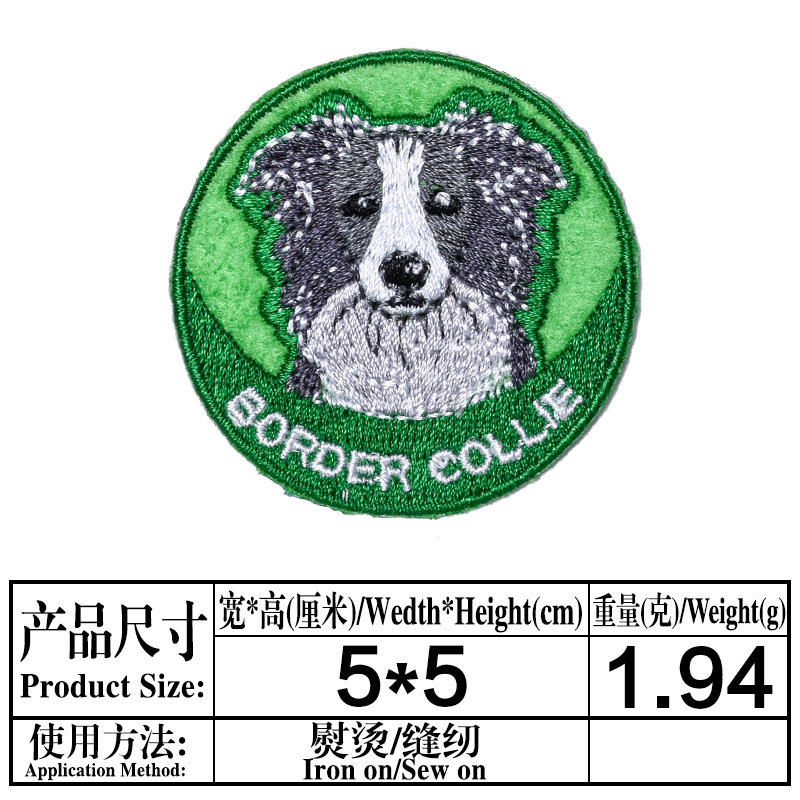 BORDER COLLIE
产品尺寸
Product Size:
宽*高(厘米)/Wedth*Height(cm)
5*5
重量(克)/Weight(g)
1.94
使用方法:
Application Method:
熨烫/缝纫
Iron on/Sew on